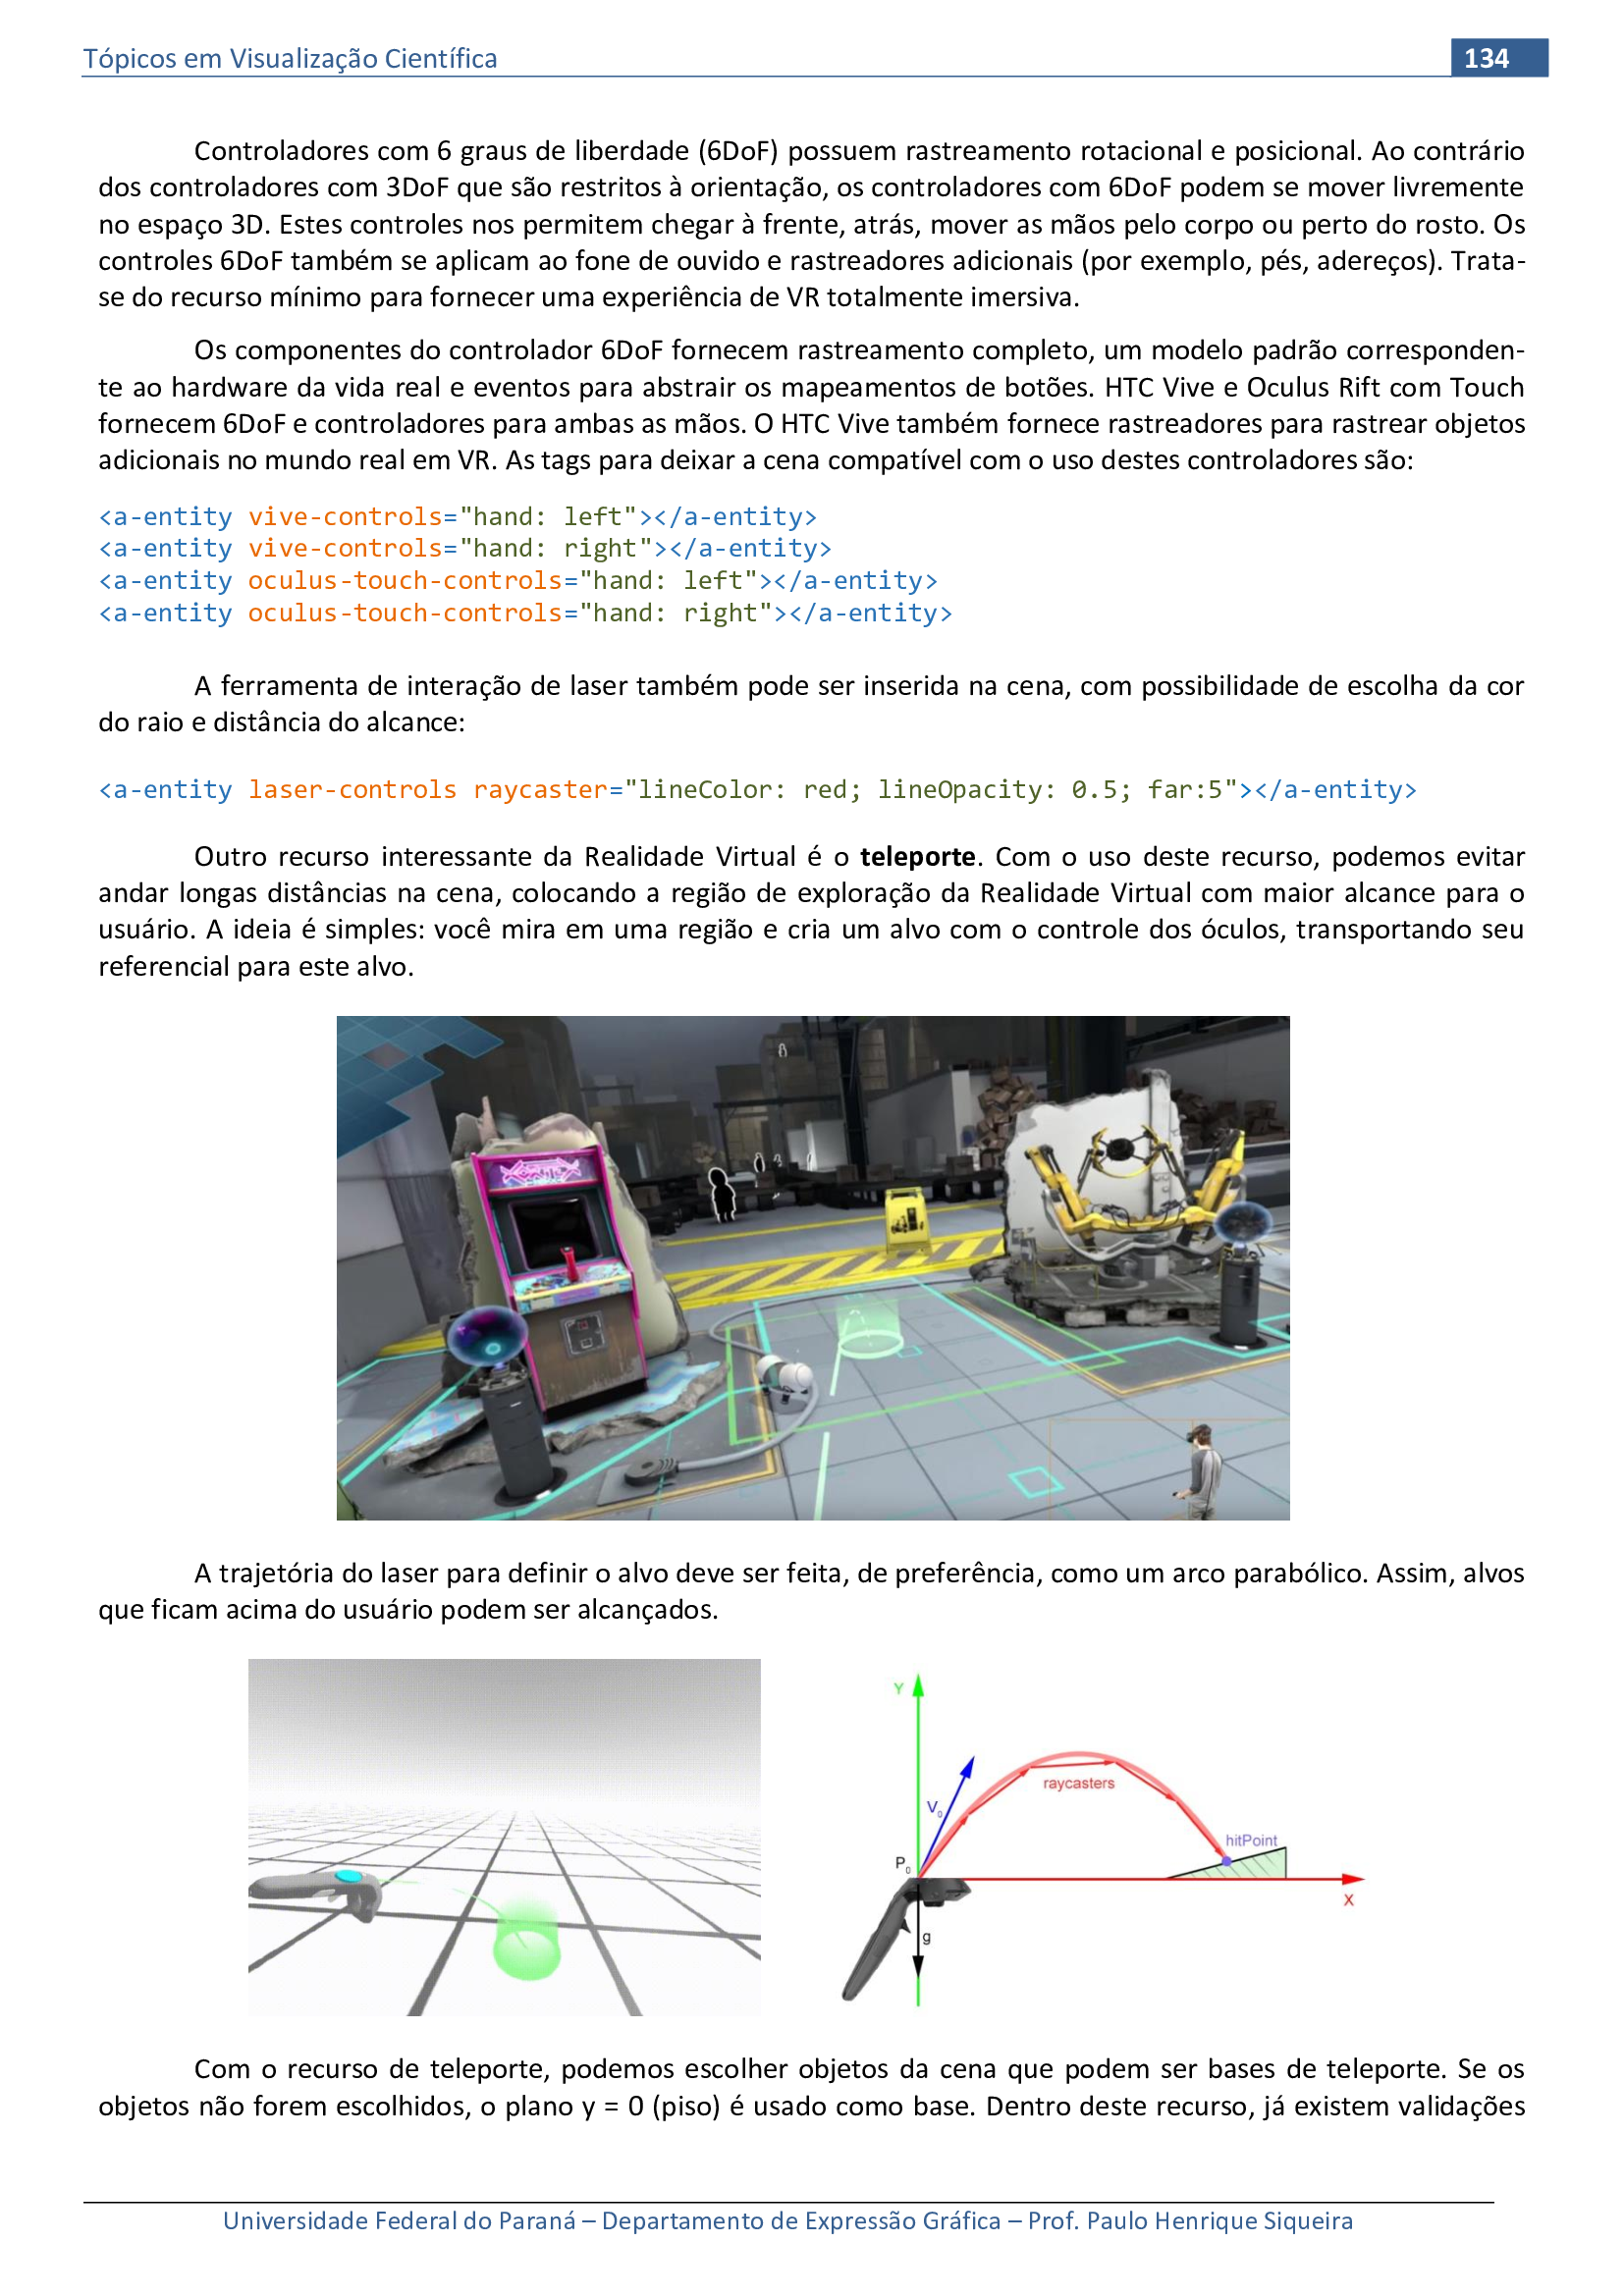 Tópicos em Visualização Científica 134
Controladores com 6 graus de liberdade (6DoF) possuem rastreamento rotacional e posicional. Ao contrário
dos controladores com 3DoF que são restritos à orientação, os controladores com 6DoF podem se mover livremente
no espaço 3D. Estes controles nos permitem chegar à frente, atrás, mover as mãos pelo corpo ou perto do rosto. Os
controles 6DoF também se aplicam ao fone de ouvido e rastreadores adicionais (por exemplo, pés, adereços). Trata-
se do recurso mínimo para fornecer uma experiência de VR totalmente imersiva.
Os componentes do controlador 6DoF fornecem rastreamento completo, um modelo padrão corresponden-
te ao hardware da vida real e eventos para abstrair os mapeamentos de botões. HTC Vive e Oculus Rift com Touch
fornecem 6DoF e controladores para ambas as mãos. O HTC Vive também fornece rastreadores para rastrear objetos
adicionais no mundo real em VR. As tags para deixar a cena compatível com o uso destes controladores são:
<a-entity vive-controls="hand: left"></a-entity>
<a-entity vive-controls="hand: right"></a-entity>
<a-entity oculus-touch-controls="hand: left"></a-entity>
<a-entity oculus-touch-controls="hand: right"></a-entity>
A ferramenta de interação de laser também pode ser inserida na cena, com possibilidade de escolha da cor
do raio e distância do alcance:
<a-entity laser-controls raycaster="lineColor: red; lineOpacity: 0.5; far:5"></a-entity>
Outro recurso interessante da Realidade Virtual é o teleporte. Com o uso deste recurso, podemos evitar
andar longas distâncias na cena, colocando a região de exploração da Realidade Virtual com maior alcance para o
usuário. A ideia é simples: você mira em uma região e cria um alvo com o controle dos óculos, transportando seu
referencial para este alvo.
A trajetória do laser para definir o alvo deve ser feita, de preferência, como um arco parabólico. Assim, alvos
que ficam acima do usuário podem ser alcançados.
Y
raycasters
V0
hitPoint
P0
X
g
Com o recurso de teleporte, podemos escolher objetos da cena que podem ser bases de teleporte. Se os
objetos não forem escolhidos, o plano y = 0 (piso) é usado como base. Dentro deste recurso, já existem validações
Universidade Federal do Paraná – Departamento de Expressão Gráfica – Prof. Paulo Henrique Siqueira